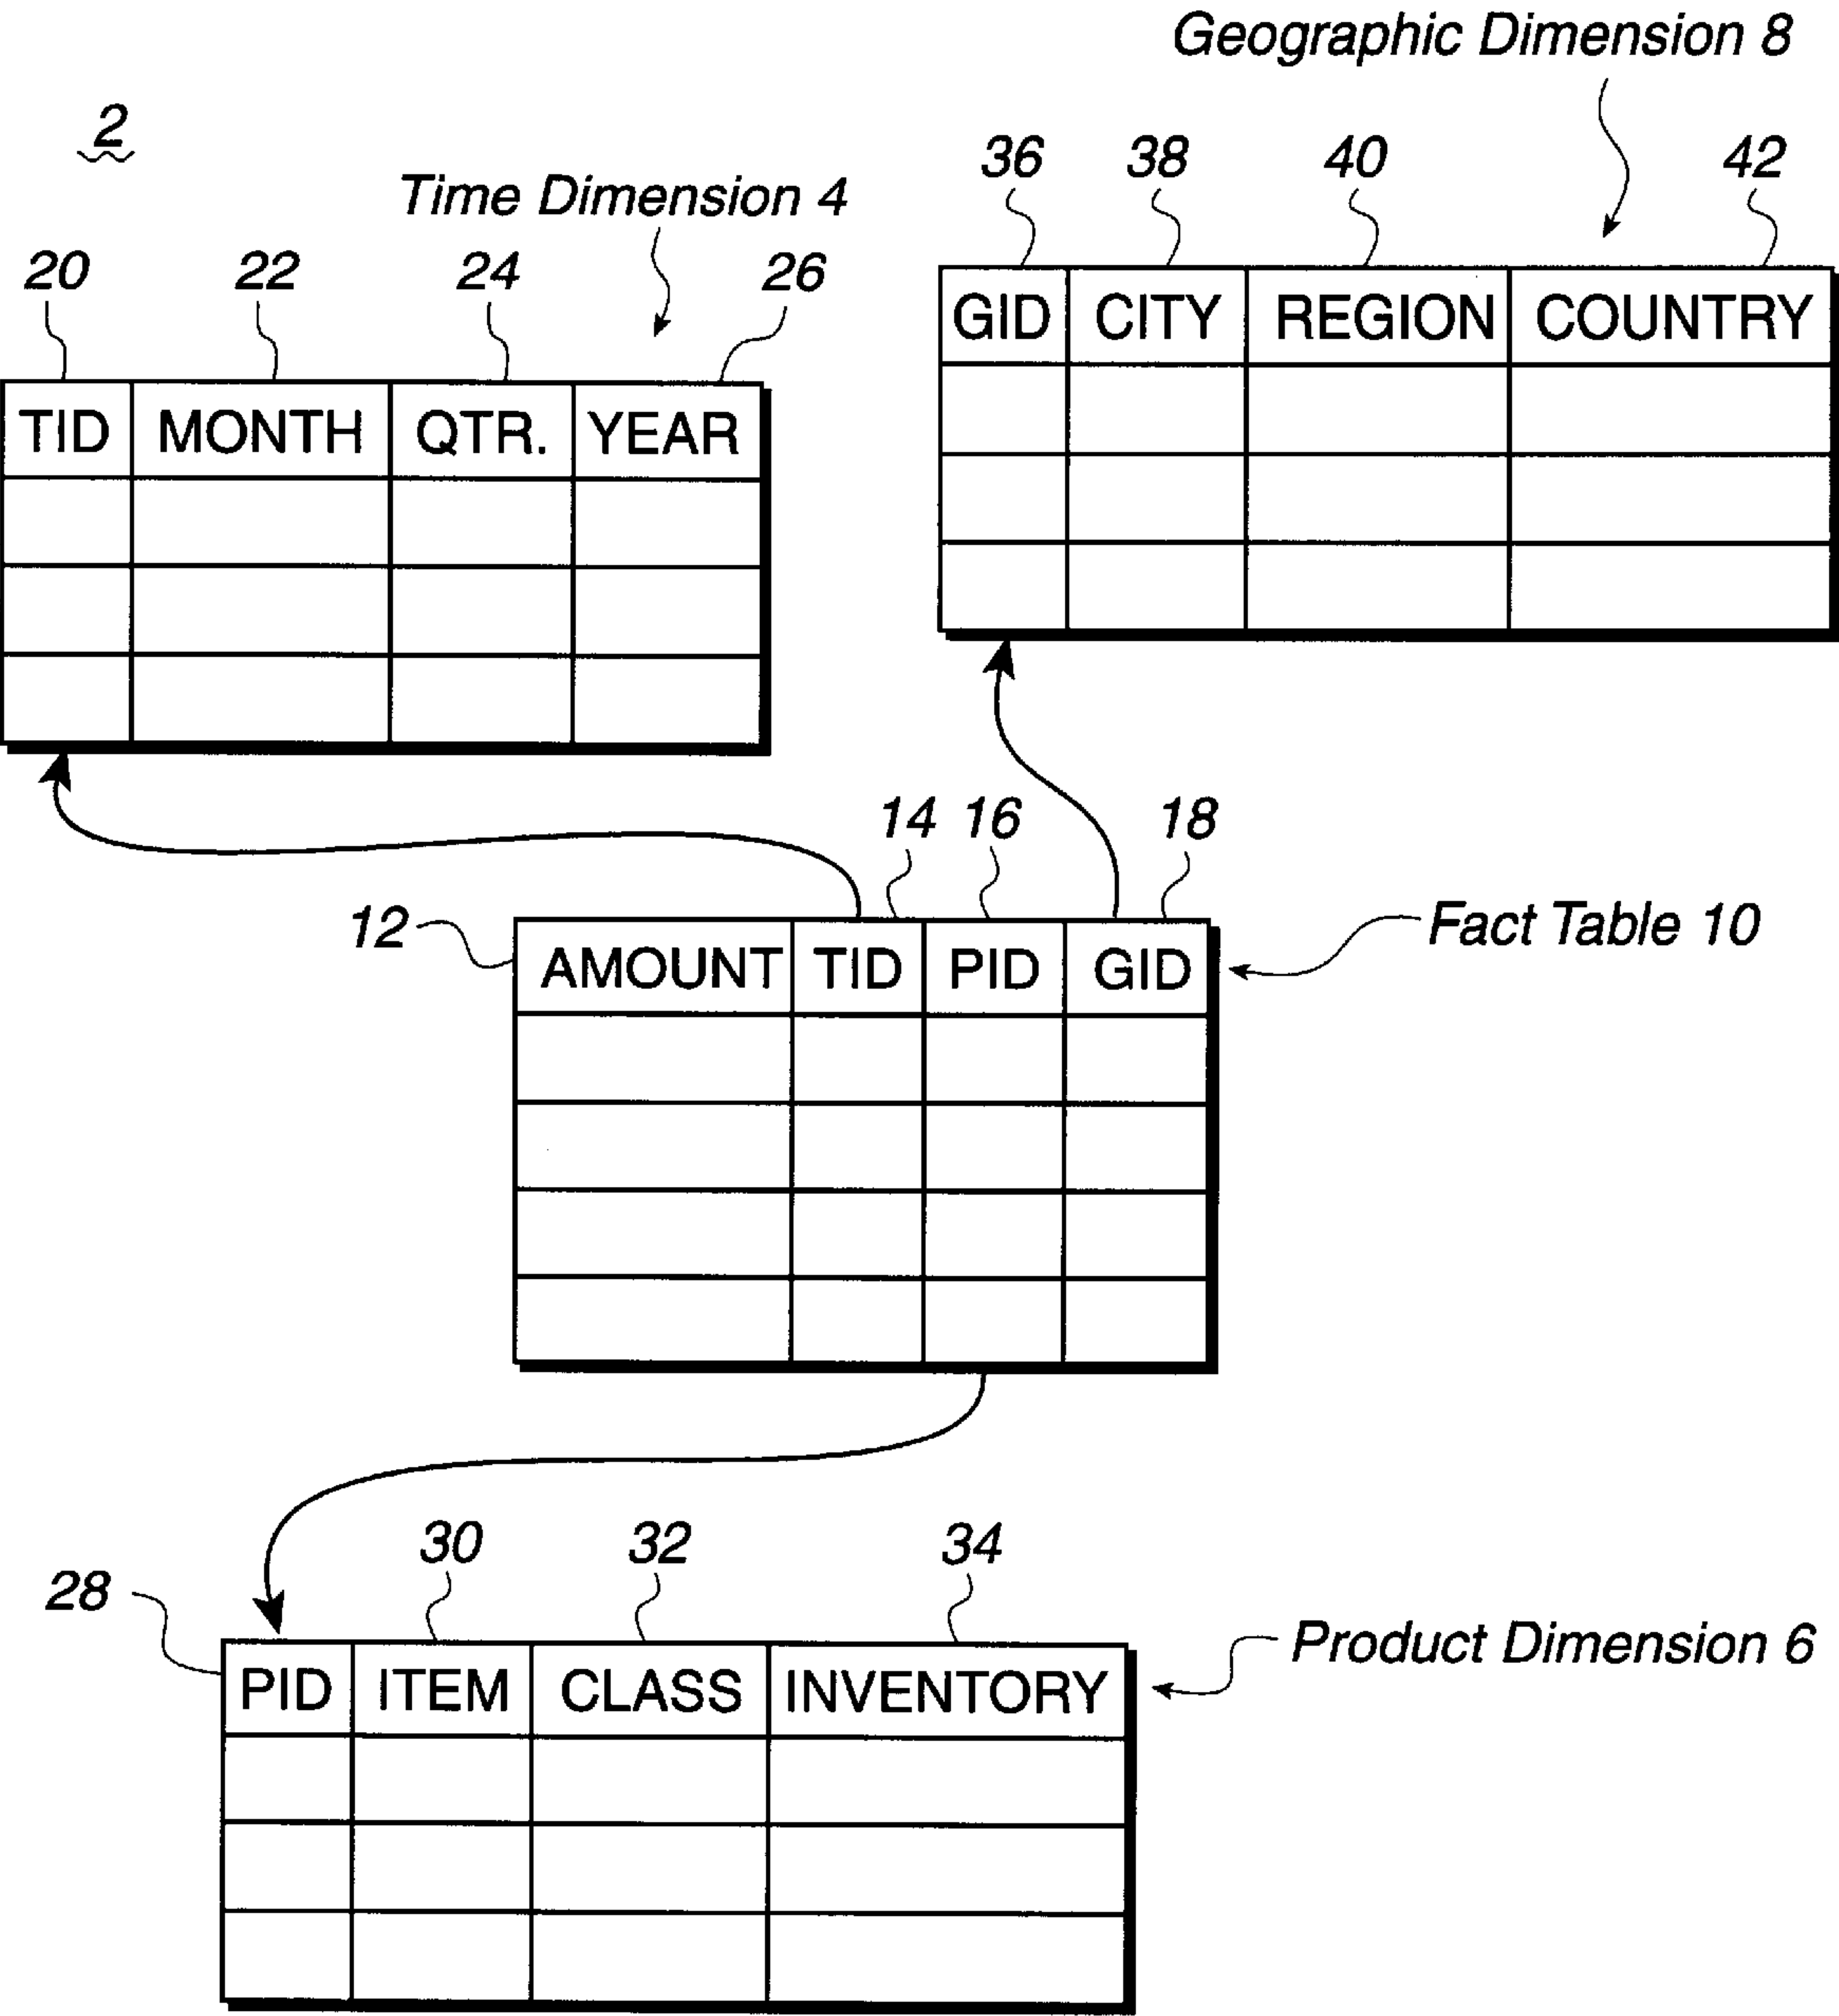 Geographic Dimension 8
2
36 38 40 42
Time Dimension 4
20 22 24 26
GID CITY REGION COUNTRY
TID MONTH QTR. YEAR
14 16 18
12
Fact Table 10
AMOUNT TID PID GID
30 32 34
28
Product Dimension 6
PID ITEM CLASS INVENTORY